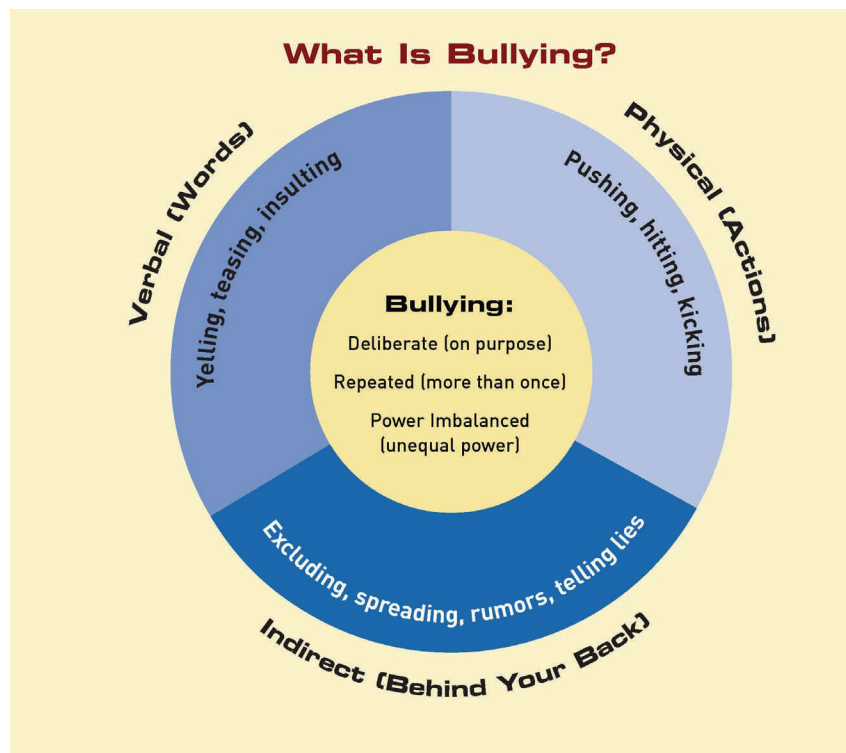 What Is Bullying?
Verbal (Words)
Yelling, teasing, insulting
Physical (Actions)
Pushing, hitting, kicking
Bullying:
Deliberate (on purpose)
Repeated (more than once)
Power Imbalanced
(unequal power)
Excluding, spreading, rumors, telling lies
Indirect (Behind Your Back)